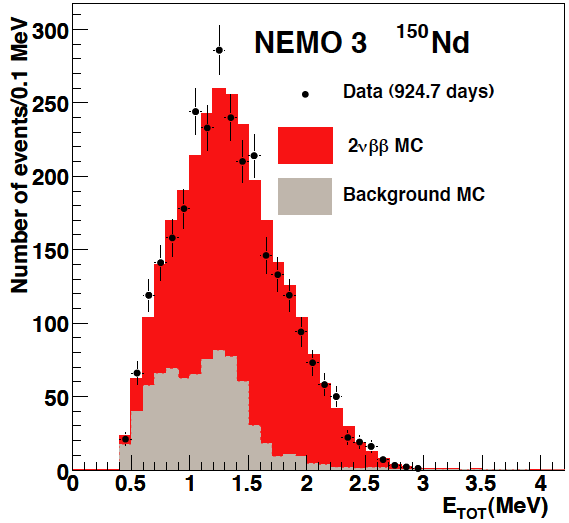 NEMO 3 ¹⁵⁰Nd
Data (924.7 days)
2νββ MC
Background MC
Number of events/0.1 MeV
300
250
200
150
100
50
0
0 0.5 1 1.5 2 2.5 3 3.5 4
E_TOT(MeV)